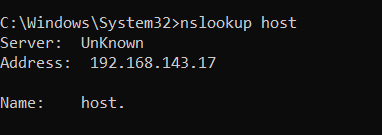 C:\Windows\System32>nslookup host
Server:  UnKnown
Address:  192.168.143.17
Name:    host.